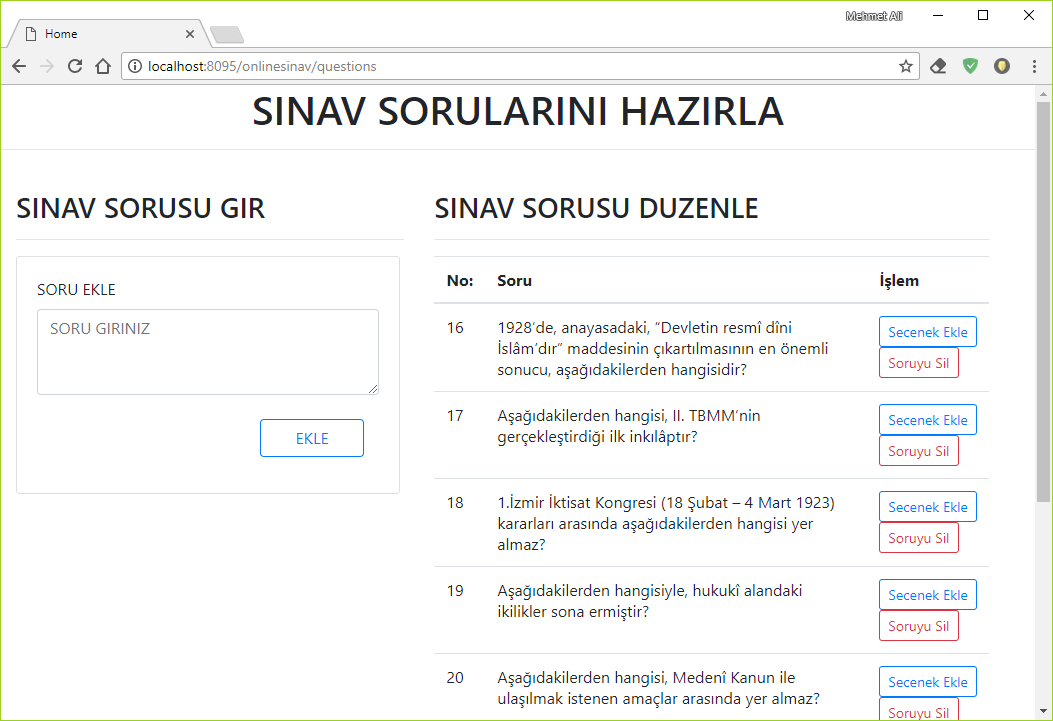 Mehmet Ali
Home
localhost:8095/onlinesinav/questions
SINAV SORULARINI HAZIRLA
SINAV SORUSU GIR
SORU EKLE
SORU GIRINIZ
EKLE
SINAV SORUSU DUZENLE
No: Soru İşlem
16 1928'de, anayasadaki, “Devletin resmî dîni Secenek Ekle
İslâm'dır” maddesinin çıkartılmasının en önemli
sonucu, aşağıdakilerden hangisidir? Soruyu Sil
17 Aşağıdakilerden hangisi, II. TBMM'nin Secenek Ekle
gerçekleştirdiği ilk inkılâptır? Soruyu Sil
18 1.İzmir İktisat Kongresi (18 Şubat – 4 Mart 1923) Secenek Ekle
kararları arasında aşağıdakilerden hangisi yer
almaz? Soruyu Sil
19 Aşağıdakilerden hangisiyle, hukukî alandaki Secenek Ekle
ikilikler sona ermiştir? Soruyu Sil
20 Aşağıdakilerden hangisi, Medenî Kanun ile Secenek Ekle
ulaşılmak istenen amaçlar arasında yer almaz? Soruyu Sil